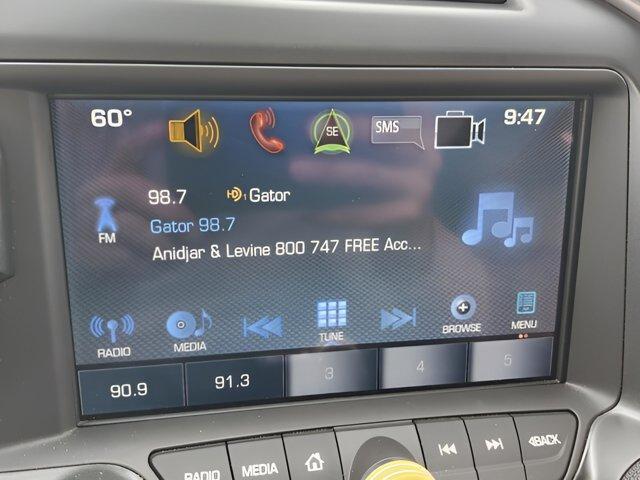 60° SE SMS 9:47
98.7 HD1 Gator
FM
Gator 98.7
Anidjar & Levine 800 747 FREE Acc...
RADIO MEDIA TUNE BROWSE MENU
90.9 91.3 3 4 5
RADIO MEDIA BACK